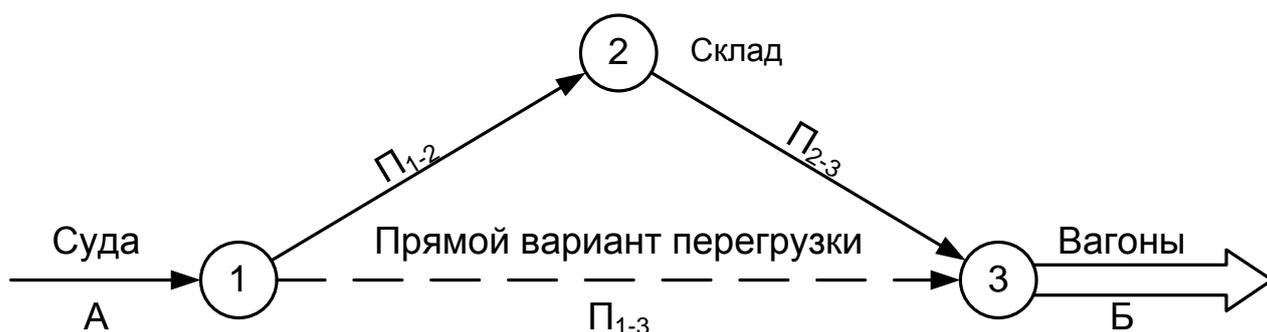 2
Склад
П1-2
П2-3
Суда
Прямой вариант перегрузки
Вагоны
1
3
А
П1-3
Б